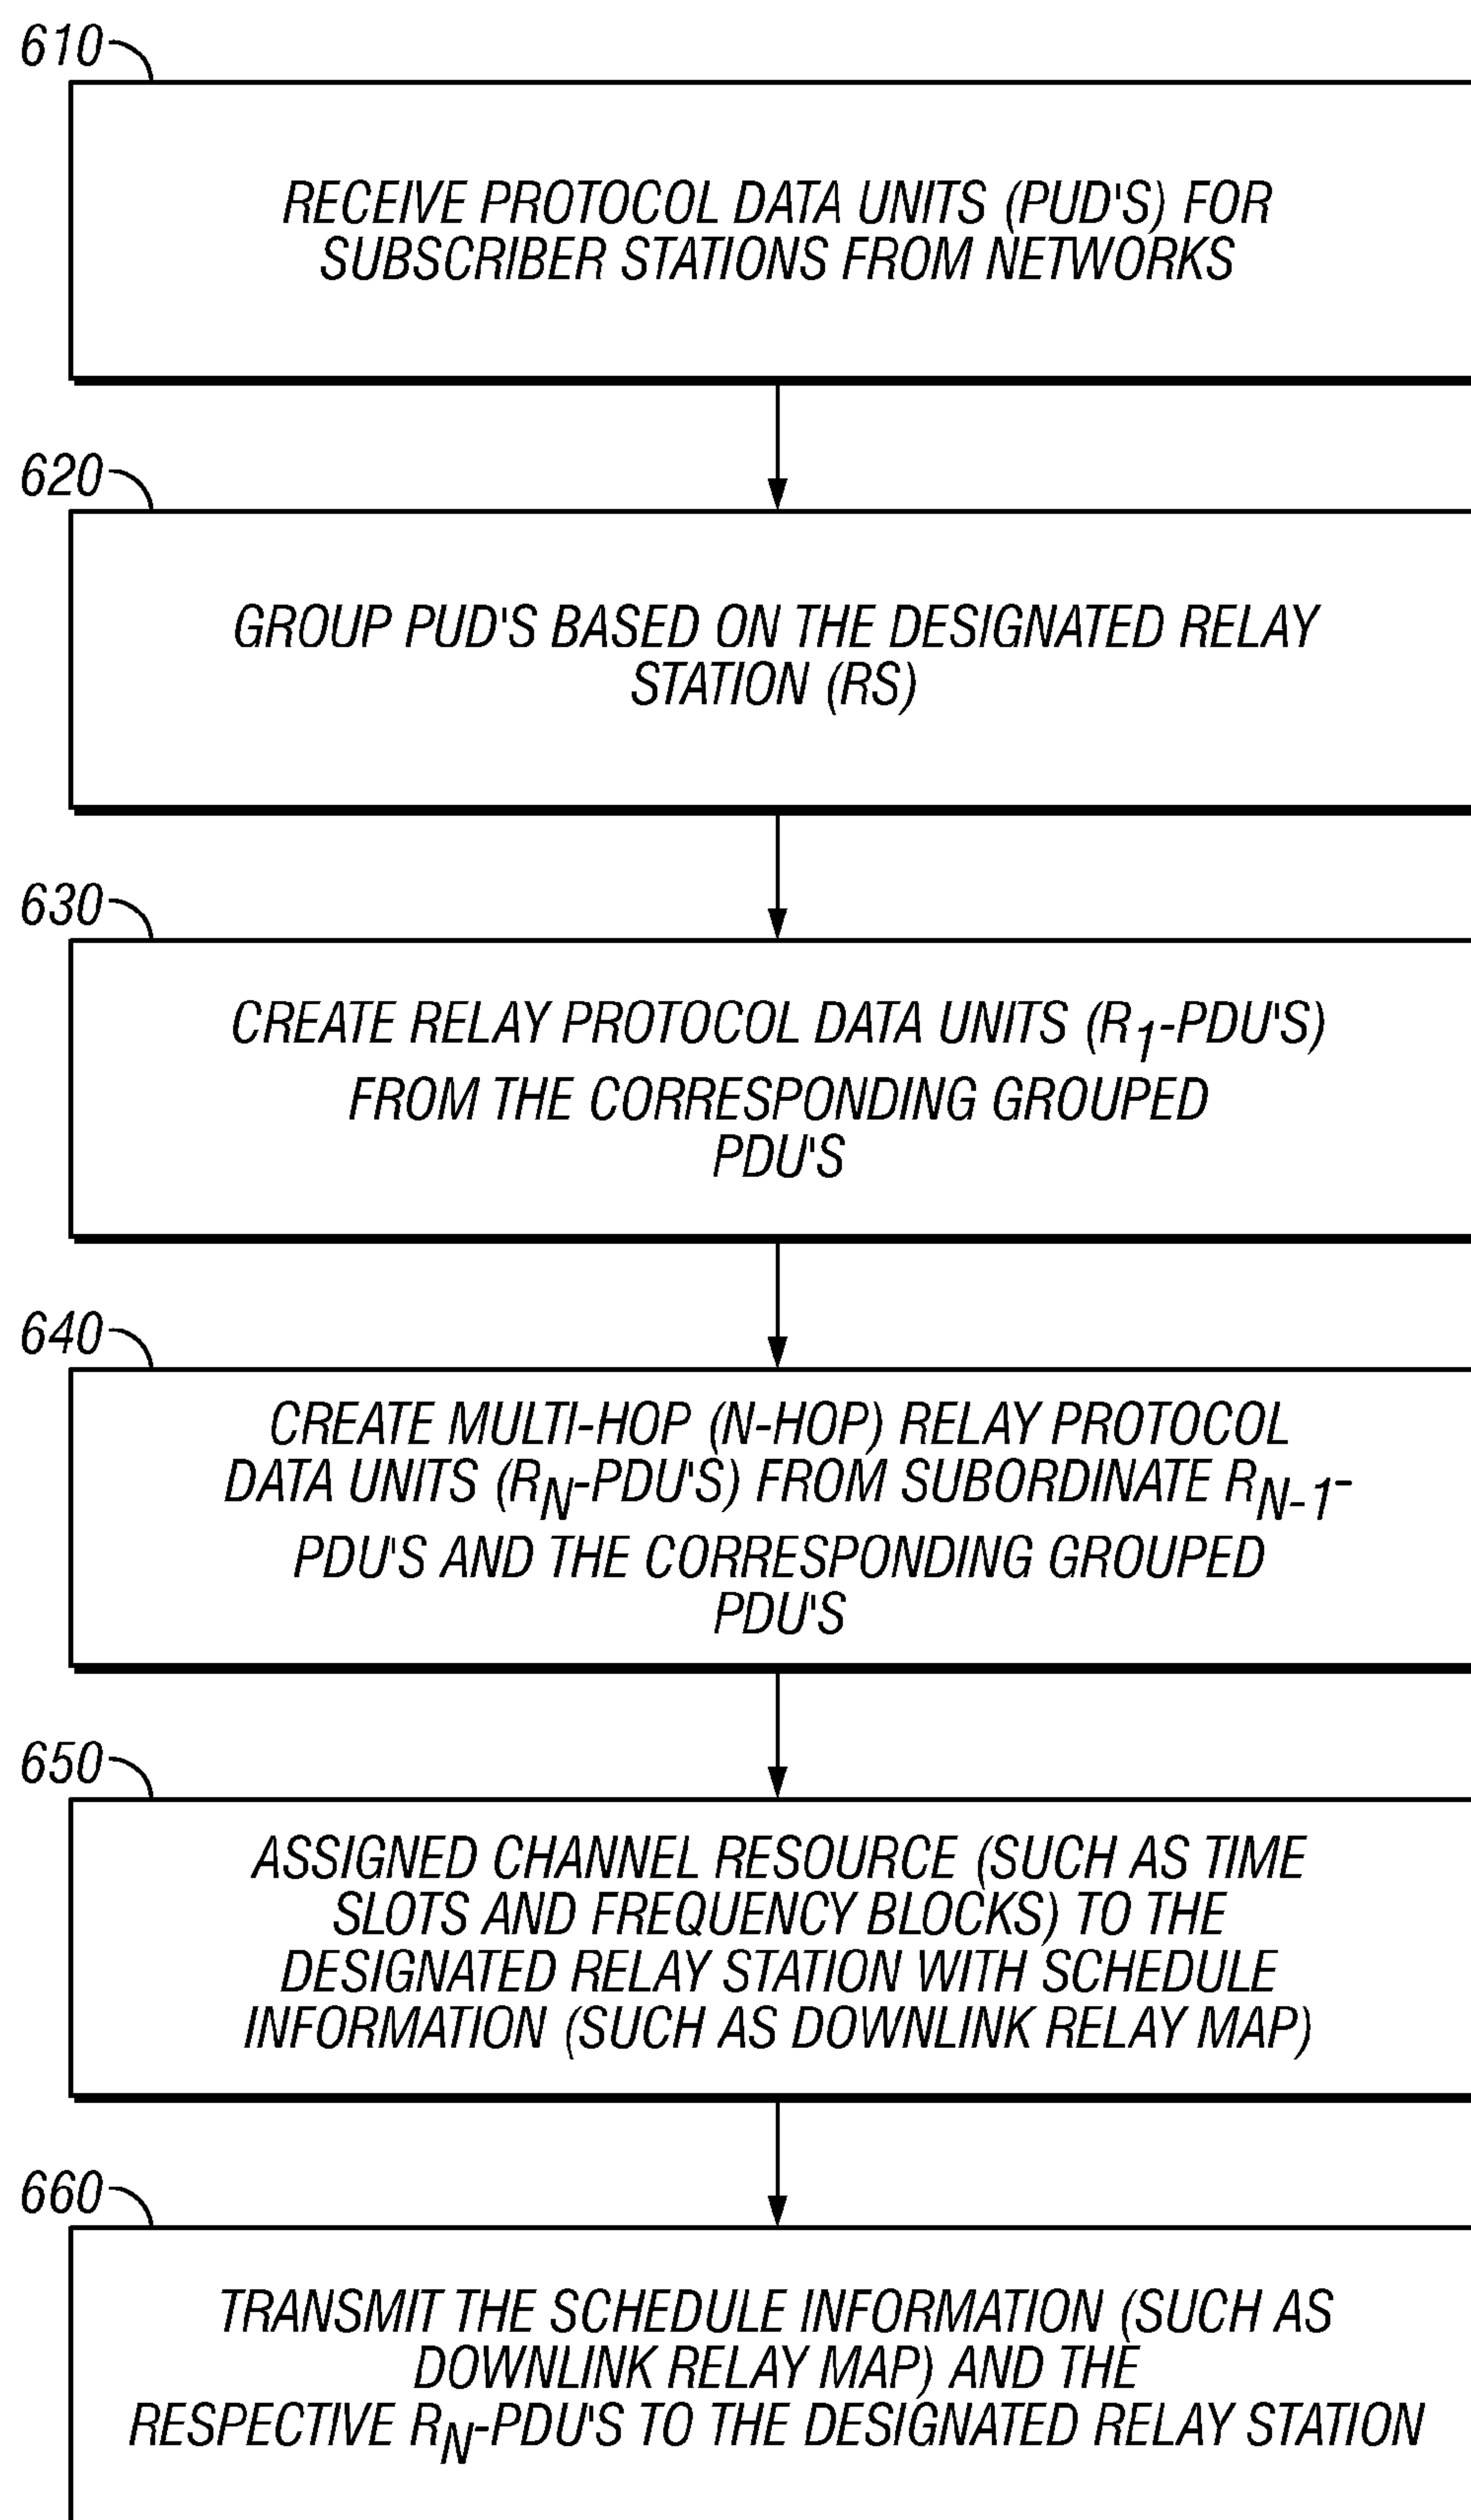 610
RECEIVE PROTOCOL DATA UNITS (PUD'S) FOR
SUBSCRIBER STATIONS FROM NETWORKS
620
GROUP PUD'S BASED ON THE DESIGNATED RELAY
STATION (RS)
630
CREATE RELAY PROTOCOL DATA UNITS (R1-PDU'S)
FROM THE CORRESPONDING GROUPED
PDU'S
640
CREATE MULTI-HOP (N-HOP) RELAY PROTOCOL
DATA UNITS (RN-PDU'S) FROM SUBORDINATE RN-1-
PDU'S AND THE CORRESPONDING GROUPED
PDU'S
650
ASSIGNED CHANNEL RESOURCE (SUCH AS TIME
SLOTS AND FREQUENCY BLOCKS) TO THE
DESIGNATED RELAY STATION WITH SCHEDULE
INFORMATION (SUCH AS DOWNLINK RELAY MAP)
660
TRANSMIT THE SCHEDULE INFORMATION (SUCH AS
DOWNLINK RELAY MAP) AND THE
RESPECTIVE RN-PDU'S TO THE DESIGNATED RELAY STATION